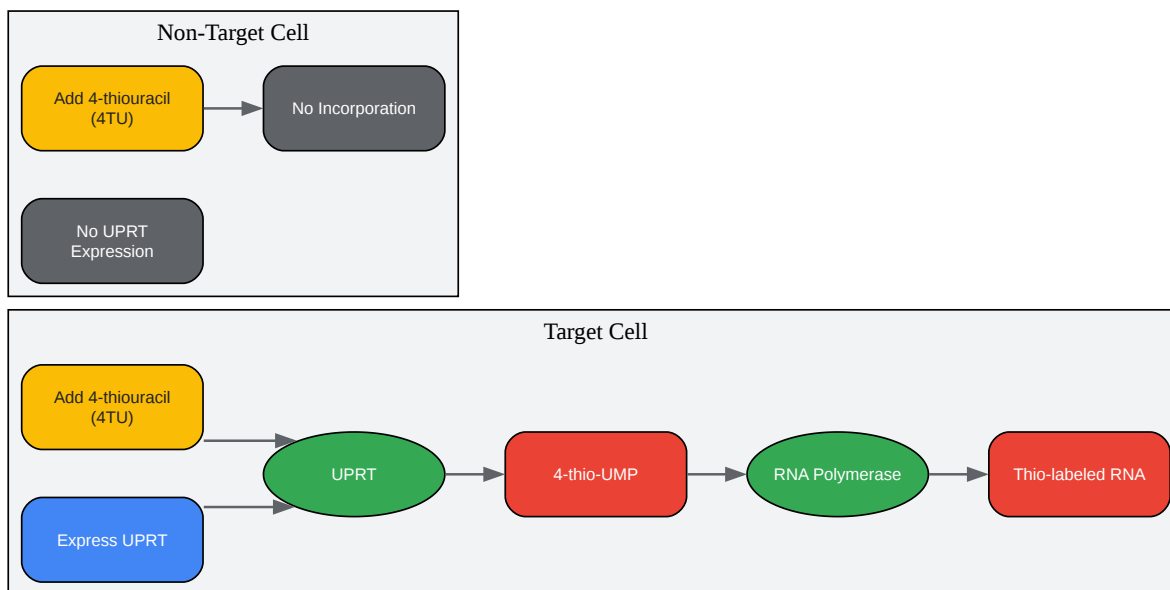 Non-Target Cell
Add 4-thiouracil
(4TU)
No Incorporation
No UPRT
Expression
Target Cell
Add 4-thiouracil
(4TU)
UPRT
4-thio-UMP
RNA Polymerase
Thio-labeled RNA
Express UPRT